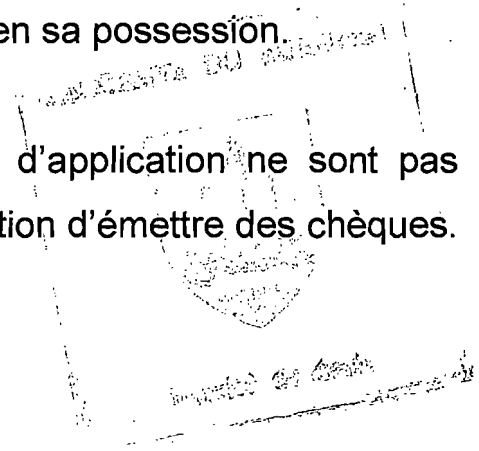 en sa possession.
d'application ne sont pas
tion d'émettre des chèques.